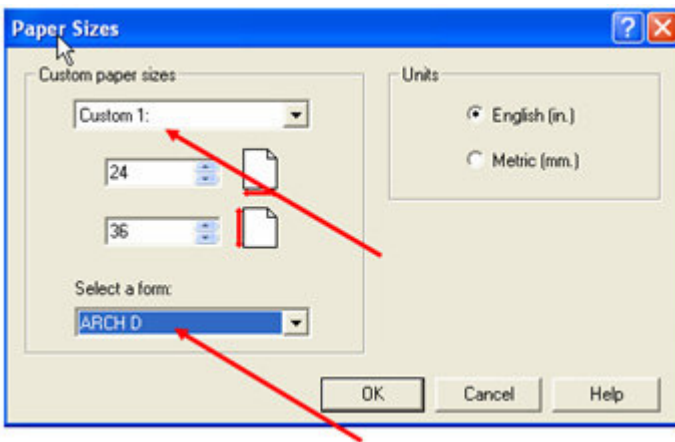 Paper Sizes
Custom paper sizes
Custom 1:
24
36
Select a form:
ARCH D
Units
English (in.)
Metric (mm.)
OK Cancel Help